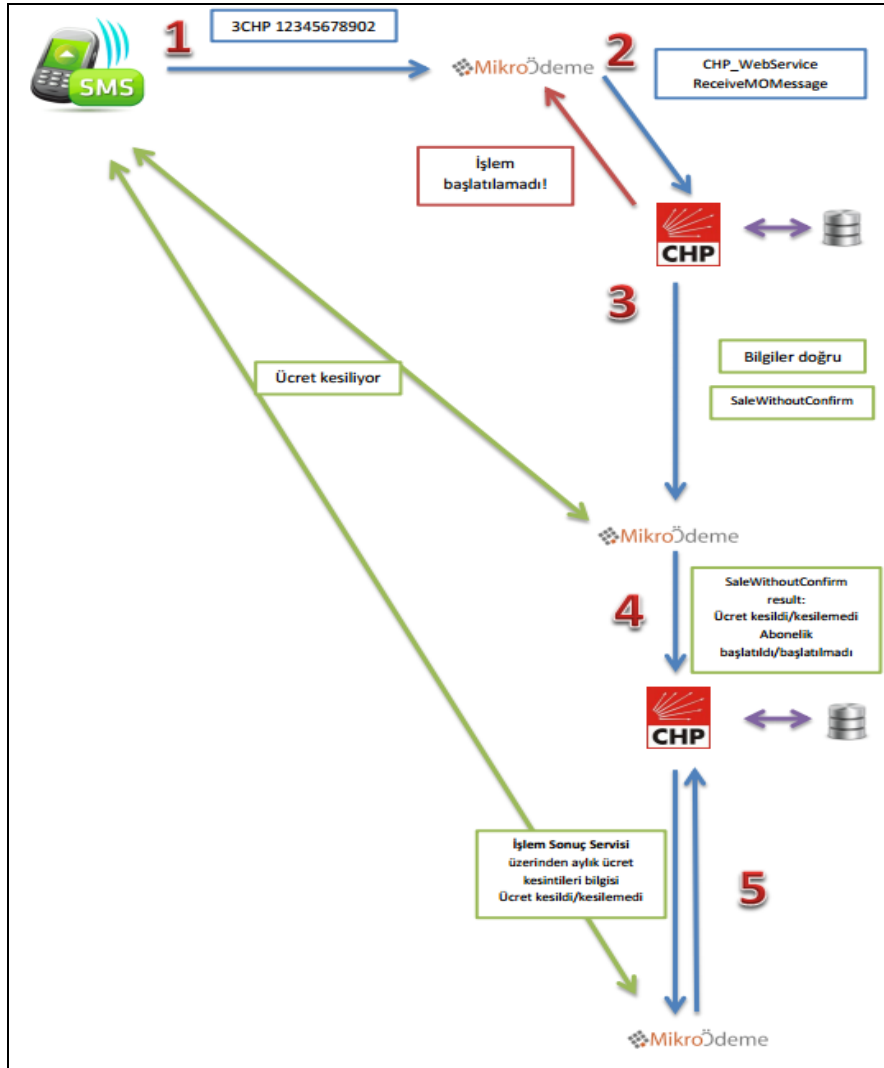 1
3CHP 12345678902
SMS
MikroÖdeme
2
CHP_WebService
ReceiveMOMessage
İşlem
başlatılamadı!
CHP
3
Bilgiler doğru
SaleWithoutConfirm
Ücret kesiliyor
MikroÖdeme
4
SaleWithoutConfirm
result:
Ücret kesildi/kesilemedi
Abonelik
başlatıldı/başlatılmadı
CHP
İşlem Sonuç Servisi
üzerinden aylık ücret
kesintileri bilgisi
Ücret kesildi/kesilemedi
5
MikroÖdeme